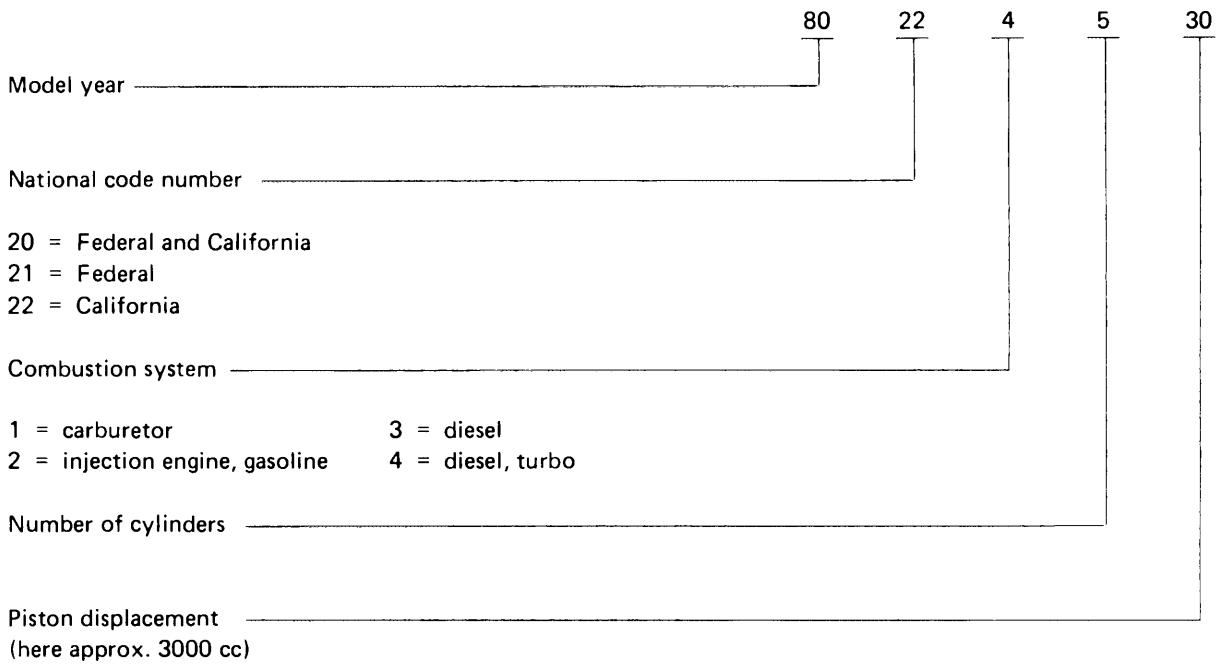 80 22 4 5 30
Model year
National code number
20 = Federal and California
21 = Federal
22 = California
Combustion system
1 = carburetor 3 = diesel
2 = injection engine, gasoline 4 = diesel, turbo
Number of cylinders
Piston displacement
(here approx. 3000 cc)